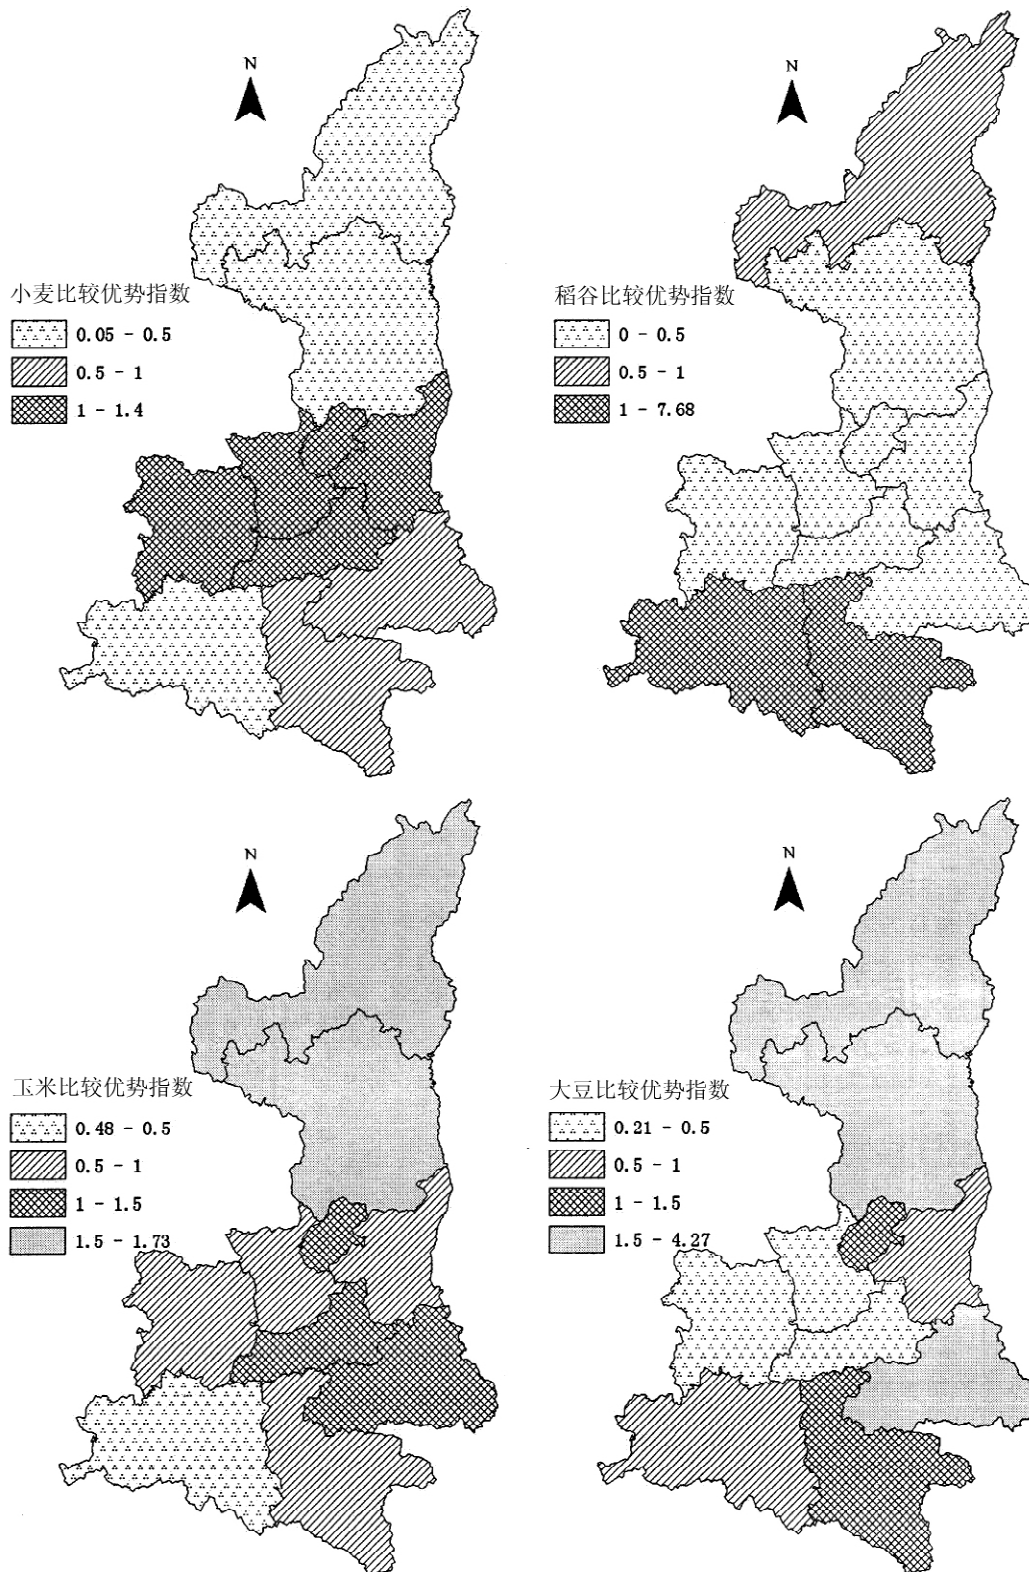 N
小麦比较优势指数
0.05 - 0.5
0.5 - 1
1 - 1.4
N
稻谷比较优势指数
0 - 0.5
0.5 - 1
1 - 7.68
N
玉米比较优势指数
0.48 - 0.5
0.5 - 1
1 - 1.5
1.5 - 1.73
N
大豆比较优势指数
0.21 - 0.5
0.5 - 1
1 - 1.5
1.5 - 4.27